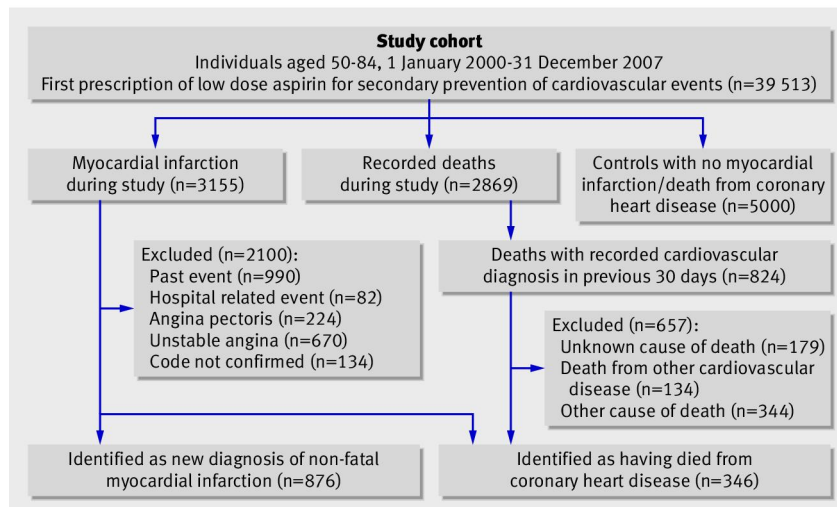 Study cohort
Individuals aged 50-84, 1 January 2000-31 December 2007
First prescription of low dose aspirin for secondary prevention of cardiovascular events (n=39 513)
Myocardial infarction
during study (n=3155)
Recorded deaths
during study (n=2869)
Controls with no myocardial
infarction/death from coronary
heart disease (n=5000)
Excluded (n=2100):
Past event (n=990)
Hospital related event (n=82)
Angina pectoris (n=224)
Unstable angina (n=670)
Code not confirmed (n=134)
Deaths with recorded cardiovascular
diagnosis in previous 30 days (n=824)
Excluded (n=657):
Unknown cause of death (n=179)
Death from other cardiovascular
disease (n=134)
Other cause of death (n=344)
Identified as new diagnosis of non-fatal
myocardial infarction (n=876)
Identified as having died from
coronary heart disease (n=346)